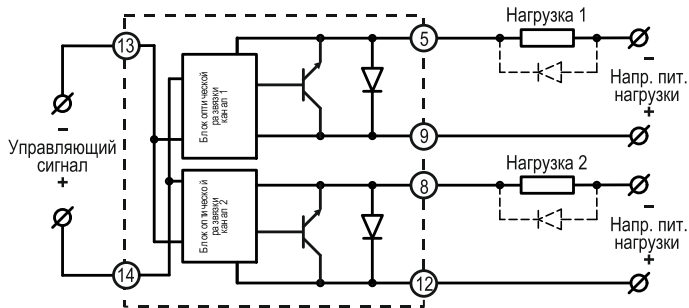 13
5
Нагрузка 1
–
Напр. пит.
нагрузки
+
Блок оптической
развязки
канал 1
9
–
Управляющий
сигнал
+
Нагрузка 2
8
–
Напр. пит.
нагрузки
+
Блок оптической
развязки
канал 2
14
12